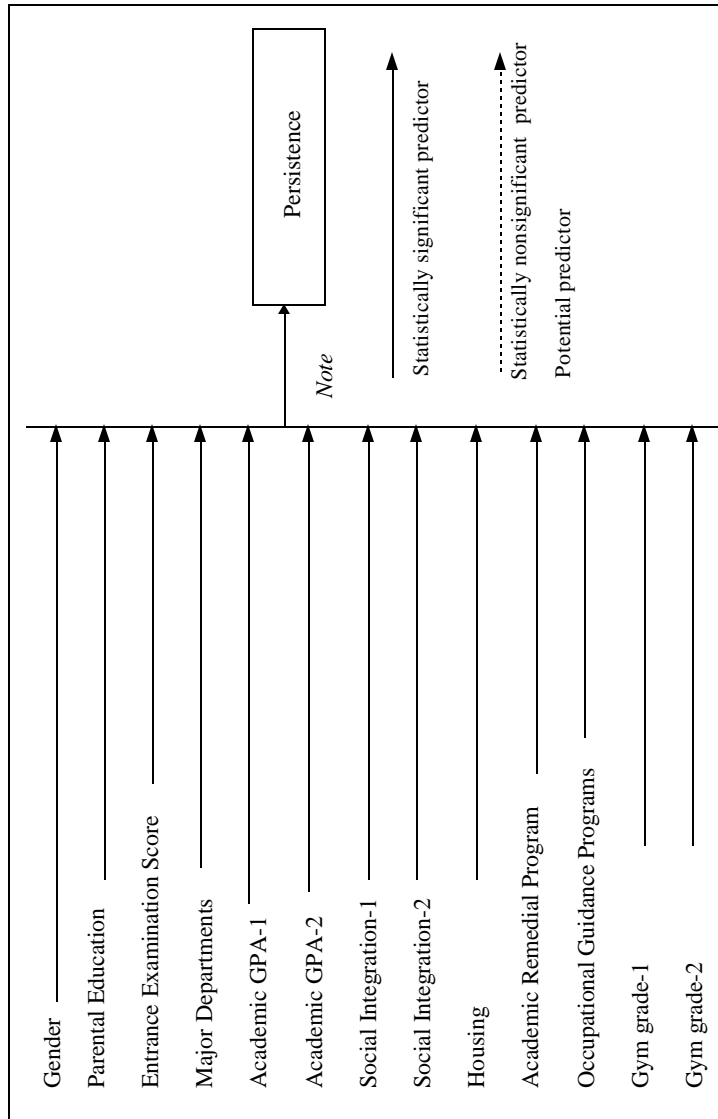 Gender
Parental Education
Entrance Examination Score
Major Departments
Academic GPA-1
Academic GPA-2
Social Integration-1
Social Integration-2
Housing
Academic Remedial Program
Occupational Guidance Programs
Gym grade-1
Gym grade-2
Persistence
Note
Statistically significant predictor
Statistically nonsignificant predictor
Potential predictor